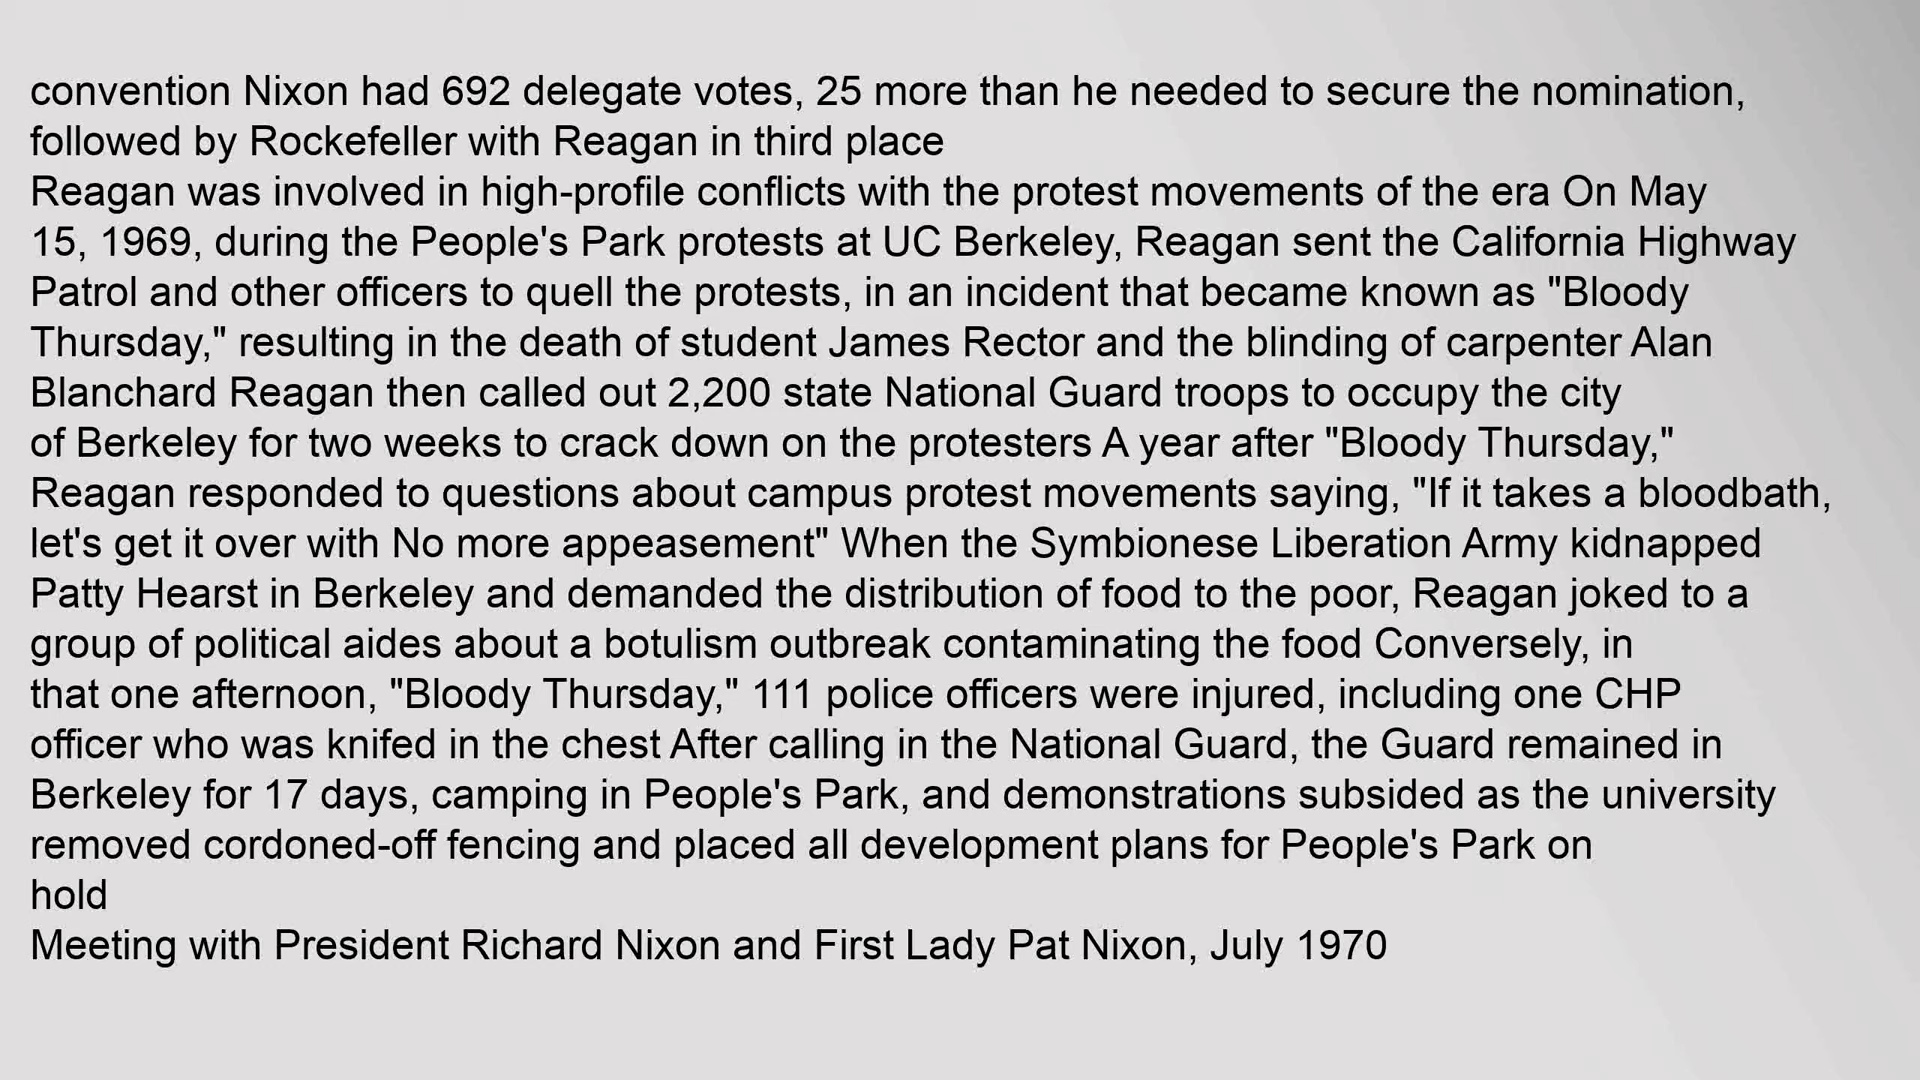 convention Nixon had 692 delegate votes, 25 more than he needed to secure the nomination,
followed by Rockefeller with Reagan in third place
Reagan was involved in high-profile conflicts with the protest movements of the era On May
15, 1969, during the People's Park protests at UC Berkeley, Reagan sent the California Highway
Patrol and other officers to quell the protests, in an incident that became known as "Bloody
Thursday," resulting in the death of student James Rector and the blinding of carpenter Alan
Blanchard Reagan then called out 2,200 state National Guard troops to occupy the city
of Berkeley for two weeks to crack down on the protesters A year after "Bloody Thursday,"
Reagan responded to questions about campus protest movements saying, "If it takes a bloodbath,
let's get it over with No more appeasement" When the Symbionese Liberation Army kidnapped
Patty Hearst in Berkeley and demanded the distribution of food to the poor, Reagan joked to a
group of political aides about a botulism outbreak contaminating the food Conversely, in
that one afternoon, "Bloody Thursday," 111 police officers were injured, including one CHP
officer who was knifed in the chest After calling in the National Guard, the Guard remained in
Berkeley for 17 days, camping in People's Park, and demonstrations subsided as the university
removed cordoned-off fencing and placed all development plans for People's Park on
hold
Meeting with President Richard Nixon and First Lady Pat Nixon, July 1970